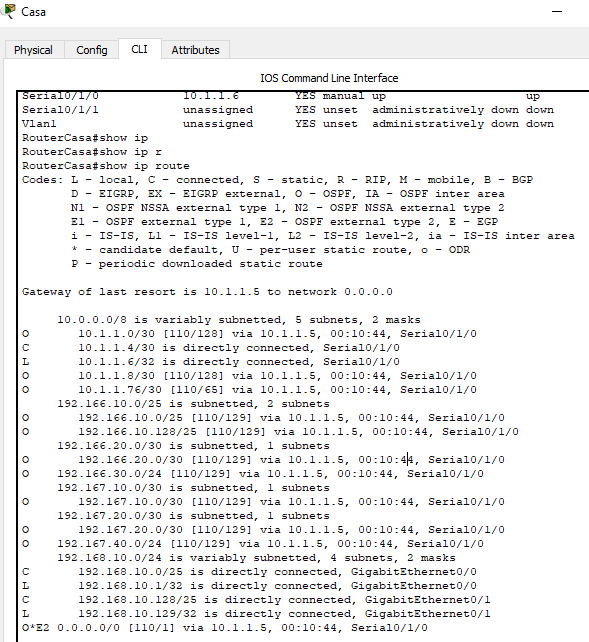 Casa
Physical Config CLI Attributes
IOS Command Line Interface
Serial0/1/0 10.1.1.6 YES manual up up
Serial0/1/1 unassigned YES unset administratively down down
Vlan1 unassigned YES unset administratively down down
RouterCasa#show ip
RouterCasa#show ip r
RouterCasa#show ip route
Codes: L - local, C - connected, S - static, R - RIP, M - mobile, B - BGP
D - EIGRP, EX - EIGRP external, O - OSPF, IA - OSPF inter area
N1 - OSPF NSSA external type 1, N2 - OSPF NSSA external type 2
E1 - OSPF external type 1, E2 - OSPF external type 2, E - EGP
i - IS-IS, L1 - IS-IS level-1, L2 - IS-IS level-2, ia - IS-IS inter area
* - candidate default, U - per-user static route, o - ODR
P - periodic downloaded static route
Gateway of last resort is 10.1.1.5 to network 0.0.0.0
10.0.0.0/8 is variably subnetted, 5 subnets, 2 masks
O 10.1.1.0/30 [110/128] via 10.1.1.5, 00:10:44, Serial0/1/0
C 10.1.1.4/30 is directly connected, Serial0/1/0
L 10.1.1.6/32 is directly connected, Serial0/1/0
O 10.1.1.8/30 [110/128] via 10.1.1.5, 00:10:44, Serial0/1/0
O 10.1.1.76/30 [110/65] via 10.1.1.5, 00:10:44, Serial0/1/0
192.166.10.0/25 is subnetted, 2 subnets
O 192.166.10.0/25 [110/129] via 10.1.1.5, 00:10:44, Serial0/1/0
O 192.166.10.128/25 [110/129] via 10.1.1.5, 00:10:44, Serial0/1/0
192.166.20.0/30 is subnetted, 1 subnets
O 192.166.20.0/30 [110/129] via 10.1.1.5, 00:10:44, Serial0/1/0
O 192.166.30.0/24 [110/129] via 10.1.1.5, 00:10:44, Serial0/1/0
192.167.10.0/30 is subnetted, 1 subnets
O 192.167.10.0/30 [110/129] via 10.1.1.5, 00:10:44, Serial0/1/0
192.167.20.0/30 is subnetted, 1 subnets
O 192.167.20.0/30 [110/129] via 10.1.1.5, 00:10:44, Serial0/1/0
O 192.167.40.0/24 [110/129] via 10.1.1.5, 00:10:44, Serial0/1/0
192.168.10.0/24 is variably subnetted, 4 subnets, 2 masks
C 192.168.10.0/25 is directly connected, GigabitEthernet0/0
L 192.168.10.1/32 is directly connected, GigabitEthernet0/0
C 192.168.10.128/25 is directly connected, GigabitEthernet0/1
L 192.168.10.129/32 is directly connected, GigabitEthernet0/1
O*E2 0.0.0.0/0 [110/1] via 10.1.1.5, 00:10:44, Serial0/1/0